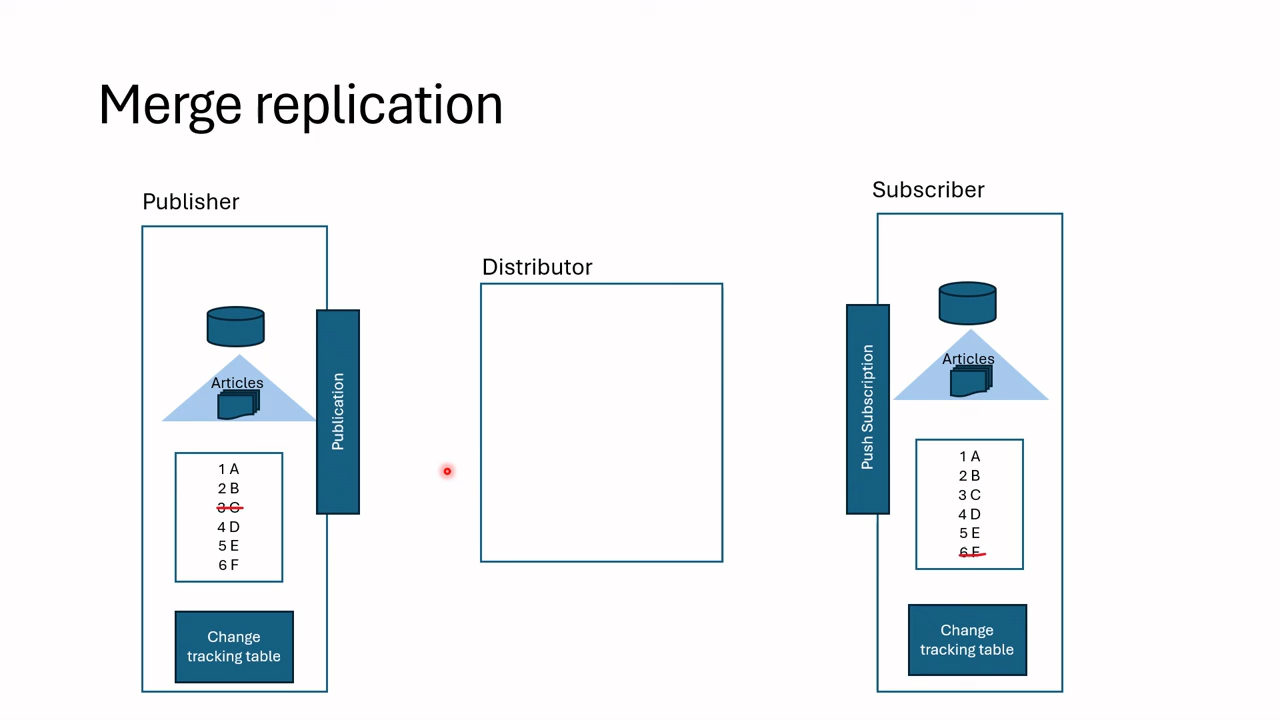 Merge replication
Publisher
Articles
Publication
1 A
2 B
3 C
4 D
5 E
6 F
Change
tracking table
Distributor
Subscriber
Push Subscription
Articles
1 A
2 B
3 C
4 D
5 E
6 F
Change
tracking table